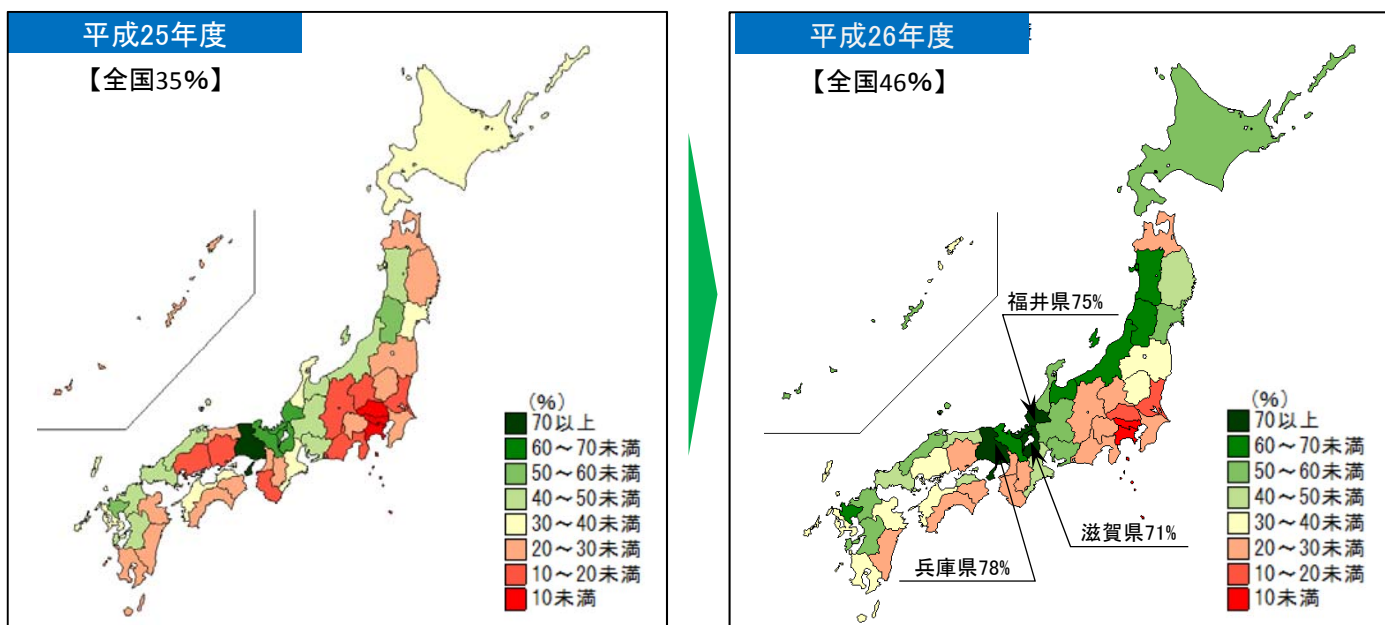 平成25年度
【全国35%】
(%)
70以上
60～70未満
50～60未満
40～50未満
30～40未満
20～30未満
10～20未満
10未満
平成26年度
【全国46%】
福井県75%
滋賀県71%
兵庫県78%
(%)
70以上
60～70未満
50～60未満
40～50未満
30～40未満
20～30未満
10～20未満
10未満